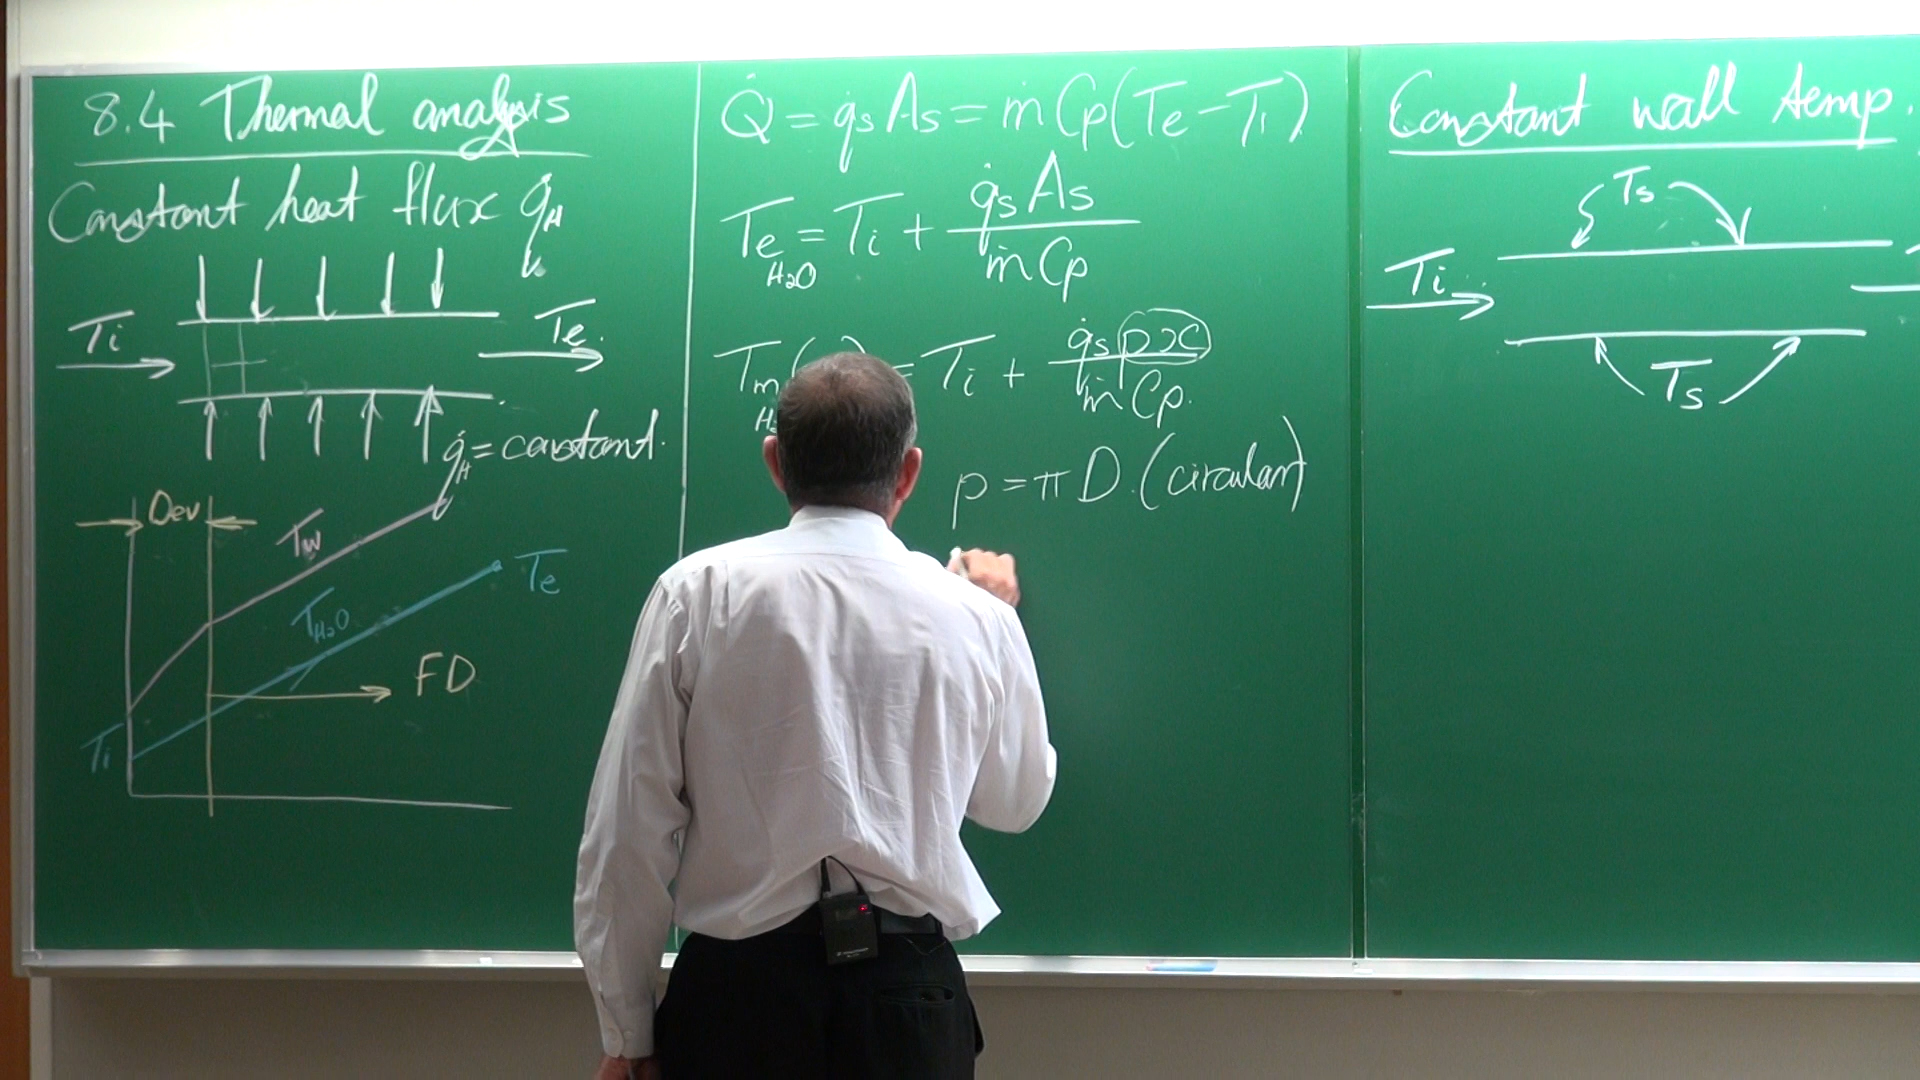 8.4 Thermal analysis
Constant heat flux q̇H
Ti
Te.
q̇H = constant.
Dev
Tw
TH2O
Te
FD
Ti
Q̇ = q̇s As = ṁ Cp (Te - Ti)
Te H2O = Ti + q̇s As / ṁ Cp
Tm ( ) = Ti + q̇s px / ṁ Cp.
p = π D. (circular)
Constant wall temp.
Ts
Ti
Ts